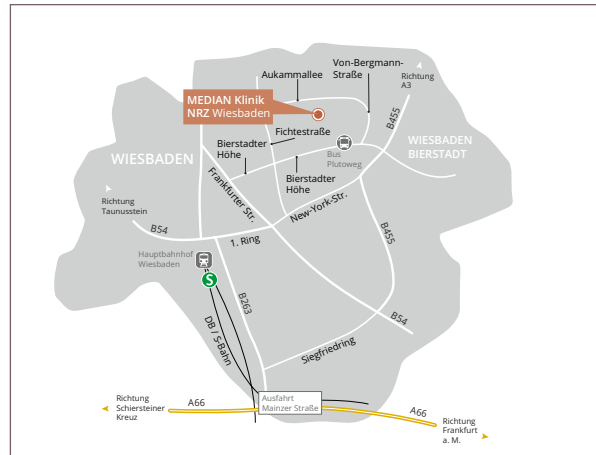 Von-Bergmann-
Straße
Aukammallee
Richtung
A3
MEDIAN Klinik
NRZ Wiesbaden
B455
Fichtestraße
WIESBADEN
BIERSTADT
Bierstadter
Höhe
Bus
Plutoweg
WIESBADEN
Bierstadter
Höhe
Frankfurter Str.
New-York-Str.
Richtung
Taunusstein
B54
1. Ring
B455
Hauptbahnhof
Wiesbaden
S
B263
B54
DB / S-Bahn
Siegfriedring
Ausfahrt
Mainzer Straße
Richtung
Schiersteiner
Kreuz
A66
A66
Richtung
Frankfurt
a. M.